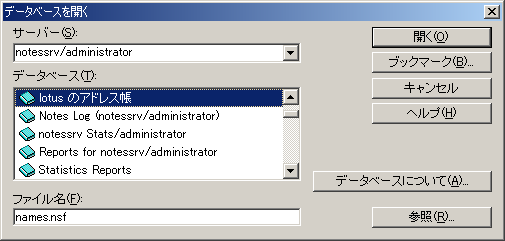 データベースを開く
サーバー(S):
notessrv/administrator
データベース(T):
lotus のアドレス帳
Notes Log (notessrv/administrator)
notessrv Stats/administrator
Reports for notessrv/administrator
Statistics Reports
ファイル名(F):
names.nsf
開く(O)
ブックマーク(B)...
キャンセル
ヘルプ(H)
データベースについて(A)...
参照(R)...